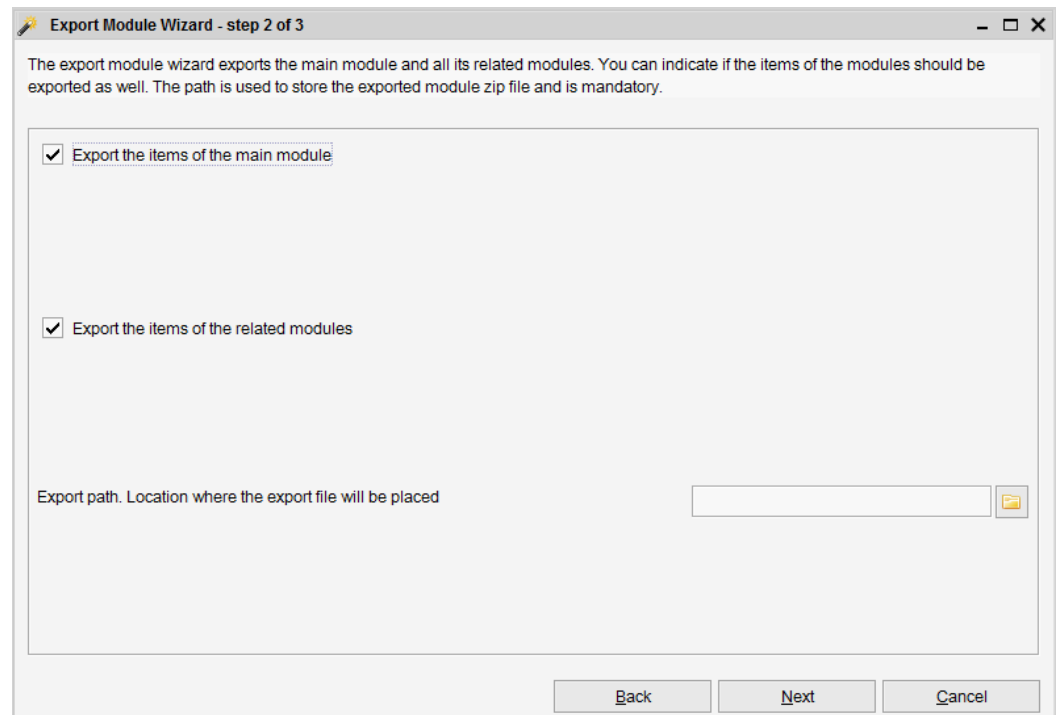 Export Module Wizard - step 2 of 3
The export module wizard exports the main module and all its related modules. You can indicate if the items of the modules should be
exported as well. The path is used to store the exported module zip file and is mandatory.
Export the items of the main module
Export the items of the related modules
Export path. Location where the export file will be placed
Back Next Cancel